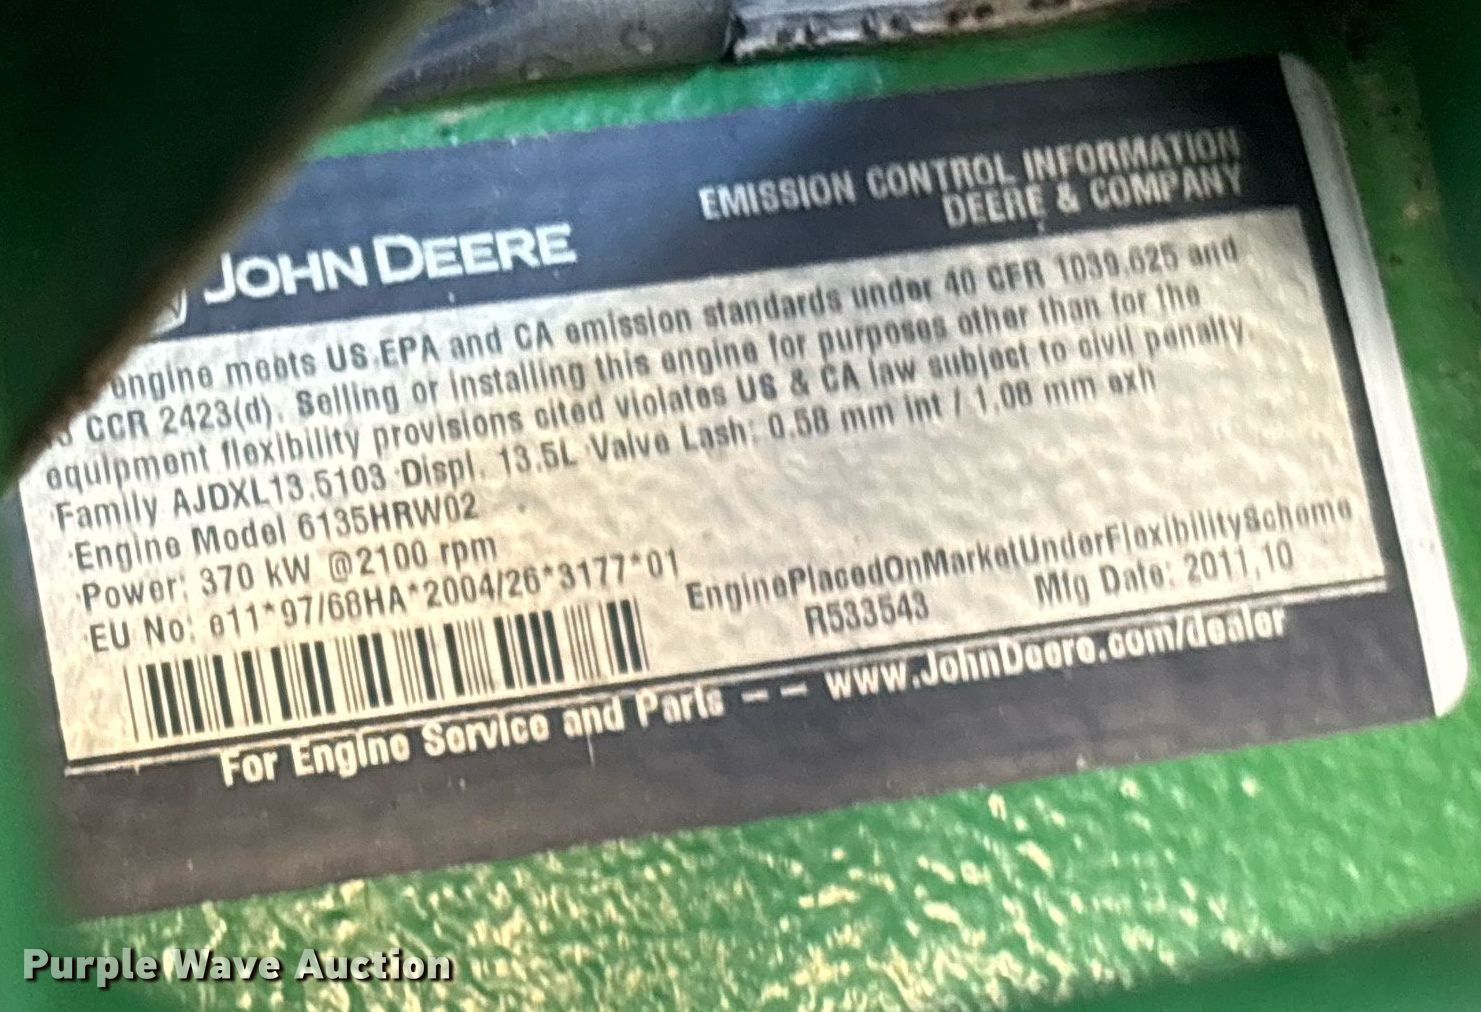 EMISSION CONTROL INFORMATION
DEERE & COMPANY
JOHN DEERE
engine meets US EPA and CA emission standards under 40 CFR 1039.625 and
CCR 2423(d). Selling or installing this engine for purposes other than for the
equipment flexibility provisions cited violates US & CA law subject to civil penalty.
Family AJDXL13.5103 Displ. 13.5L Valve Lash: 0.58 mm int / 1.08 mm exh
Engine Model 6135HRW02
Power: 370 kW @2100 rpm
EU No: e11*97/68HA*2004/26*3177*01
EnginePlacedOnMarketUnderFlexibilityScheme
R533543 Mfg Date: 2011.10
For Engine Service and Parts -- www.JohnDeere.com/dealer
Purple Wave Auction